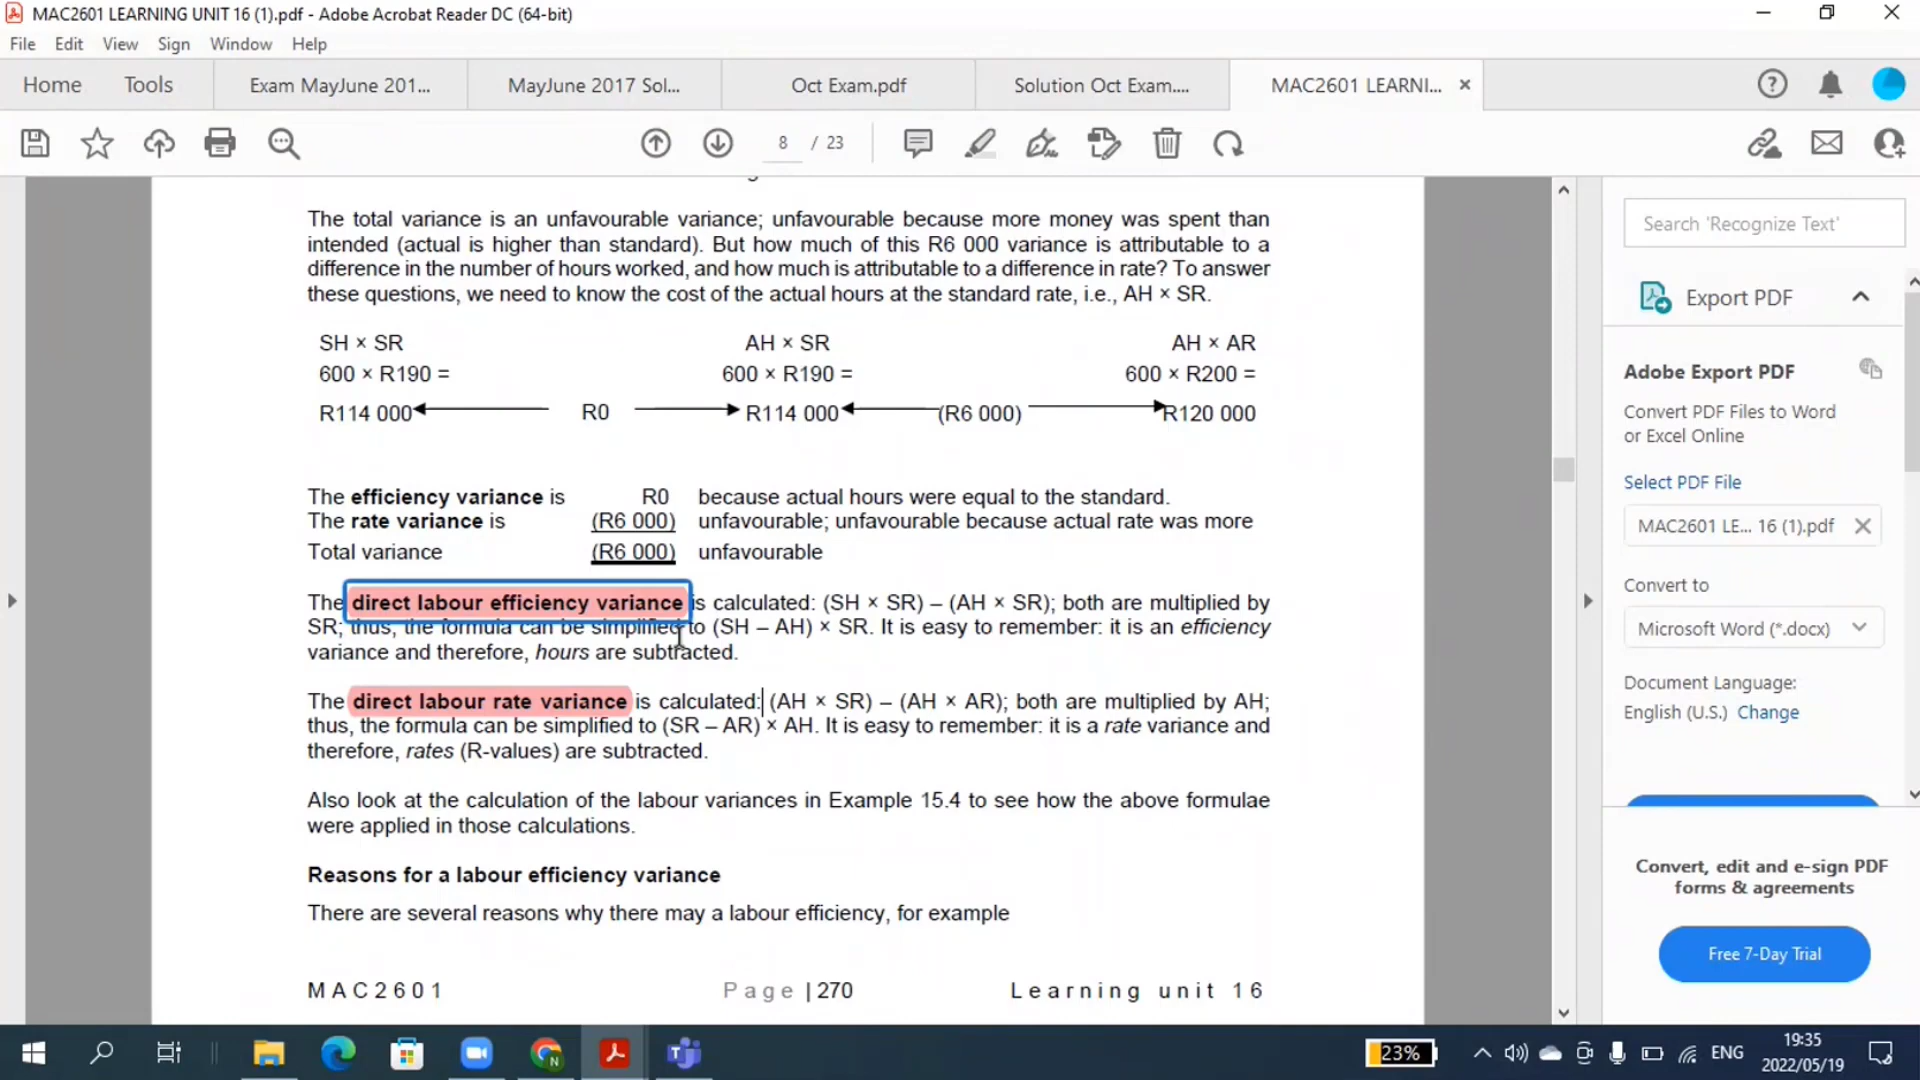 MAC2601 LEARNING UNIT 16 (1).pdf - Adobe Acrobat Reader DC (64-bit)
File Edit View Sign Window Help
Home Tools Exam MayJune 201... MayJune 2017 Sol... Oct Exam.pdf Solution Oct Exam.... MAC2601 LEARNI... ×
8 / 23
The total variance is an unfavourable variance; unfavourable because more money was spent than
intended (actual is higher than standard). But how much of this R6 000 variance is attributable to a
difference in the number of hours worked, and how much is attributable to a difference in rate? To answer
these questions, we need to know the cost of the actual hours at the standard rate, i.e., AH × SR.
SH × SR AH × SR AH × AR
600 × R190 = 600 × R190 = 600 × R200 =
R114 000 R0 R114 000 (R6 000) R120 000
The efficiency variance is R0 because actual hours were equal to the standard.
The rate variance is (R6 000) unfavourable; unfavourable because actual rate was more
Total variance (R6 000) unfavourable
The direct labour efficiency variance is calculated: (SH × SR) – (AH × SR); both are multiplied by
SR; thus, the formula can be simplified to (SH – AH) × SR. It is easy to remember: it is an efficiency
variance and therefore, hours are subtracted.
The direct labour rate variance is calculated: (AH × SR) – (AH × AR); both are multiplied by AH;
thus, the formula can be simplified to (SR – AR) × AH. It is easy to remember: it is a rate variance and
therefore, rates (R-values) are subtracted.
Also look at the calculation of the labour variances in Example 15.4 to see how the above formulae
were applied in those calculations.
Reasons for a labour efficiency variance
There are several reasons why there may a labour efficiency, for example
MAC2601 Page | 270 Learning unit 16
Search 'Recognize Text'
Export PDF
Adobe Export PDF
Convert PDF Files to Word
or Excel Online
Select PDF File
MAC2601 LE... 16 (1).pdf
Convert to
Microsoft Word (*.docx)
Document Language:
English (U.S.) Change
Convert, edit and e-sign PDF
forms & agreements
Free 7-Day Trial
23% ENG 19:35
2022/05/19